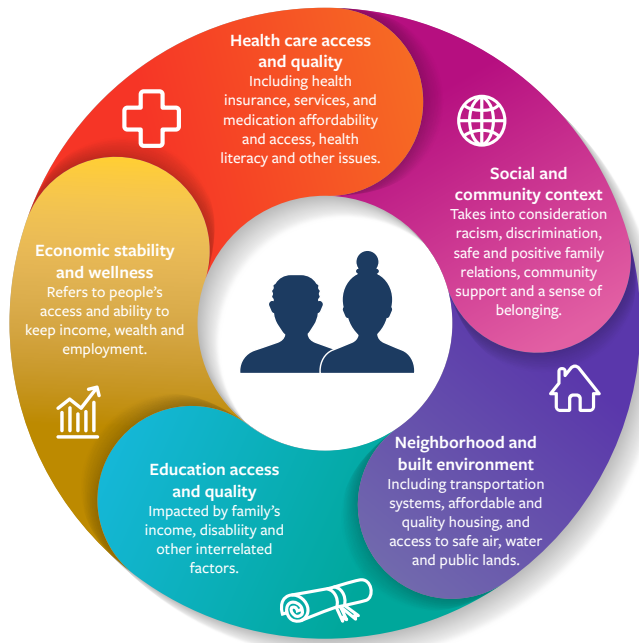 Health care access
and quality
Including health
insurance, services, and
medication affordability
and access, health
literacy and other issues.
Social and
community context
Takes into consideration
racism, discrimination,
safe and positive family
relations, community
support and a sense of
belonging.
Neighborhood and
built environment
Including transportation
systems, affordable and
quality housing, and
access to safe air, water
and public lands.
Education access
and quality
Impacted by family's
income, disabliity and
other interrelated
factors.
Economic stability
and wellness
Refers to people's
access and ability to
keep income, wealth and
employment.